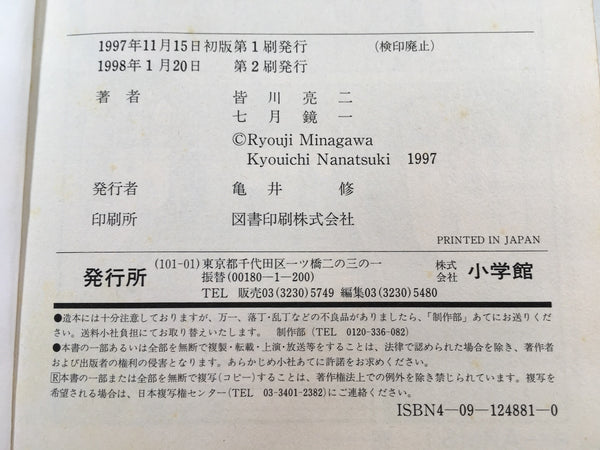 1997年11月15日初版第1刷発行 (検印廃止)
1998年1月20日 第2刷発行
著者 皆川亮二
七月鏡一
©Ryouji Minagawa
Kyouichi Nanatsuki 1997
発行者 亀井 修
印刷所 図書印刷株式会社
PRINTED IN JAPAN
発行所 (101-01)東京都千代田区一ツ橋二の三の一 株式会社 小学館
振替(00180-1-200)
TEL 販売03(3230)5749 編集03(3230)5480
●造本には十分注意しておりますが、万一、落丁・乱丁などの不良品がありましたら、「制作部」あてにお送りくだ
さい。送料小社負担にてお取り替えいたします。 制作部(TEL 0120-336-082)
●本書の一部あるいは全部を無断で複製・転載・上演・放送等をすることは、法律で認められた場合を除き、著作者
および出版者の権利の侵害となります。あらかじめ小社あてに許諾をお求めください。
Ⓡ本書の一部または全部を無断で複写(コピー)することは、著作権法上での例外を除き禁じられています。複写を
希望される場合は、日本複写権センター(TEL 03-3401-2382)にご連絡ください。
ISBN4-09-124881-0